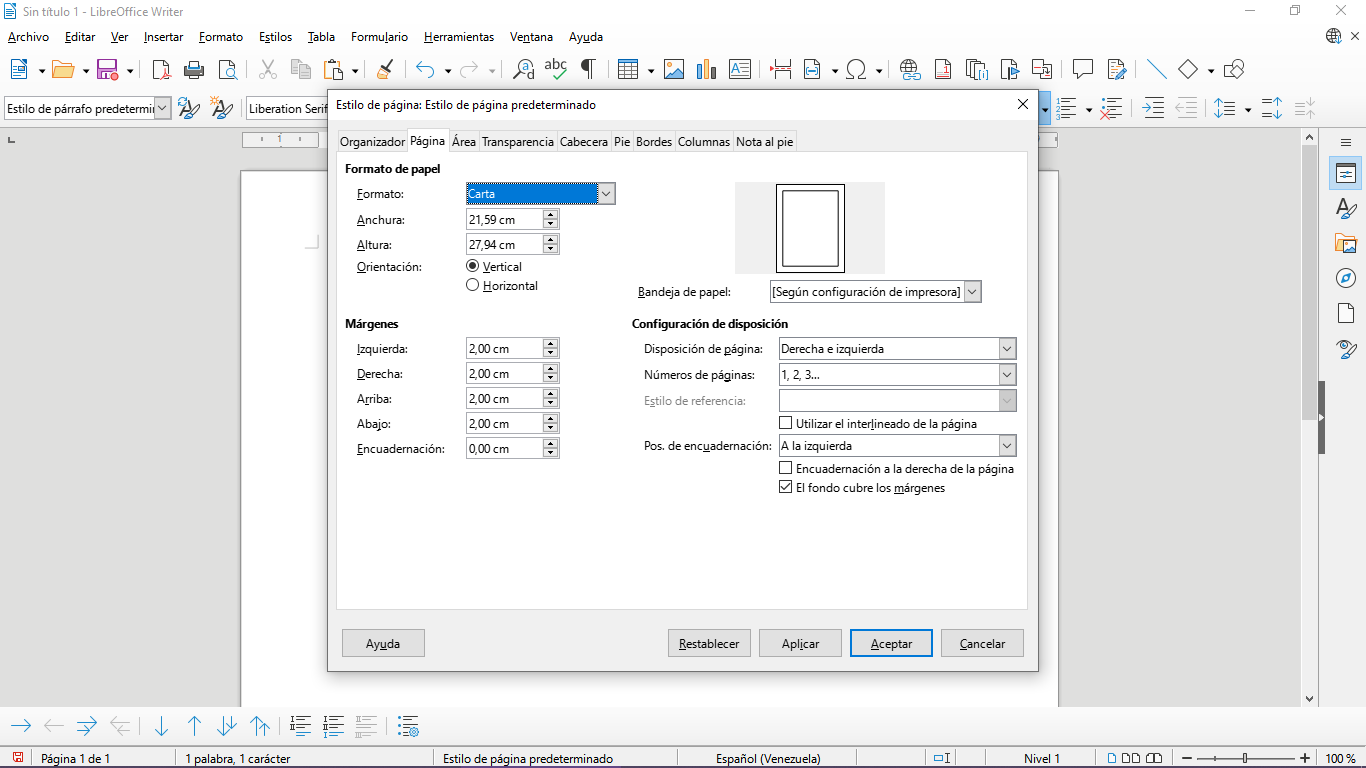 Sin título 1 - LibreOffice Writer
Archivo Editar Ver Insertar Formato Estilos Tabla Formulario Herramientas Ventana Ayuda
Estilo de párrafo predetermin Liberation Serif
Estilo de página: Estilo de página predeterminado
1
Organizador Página Área Transparencia Cabecera Pie Bordes Columnas Nota al pie
Formato de papel
Formato: Carta
Anchura: 21,59 cm
Altura: 27,94 cm
Orientación: Vertical
Horizontal
Bandeja de papel: [Según configuración de impresora]
Márgenes
Izquierda: 2,00 cm
Derecha: 2,00 cm
Arriba: 2,00 cm
Abajo: 2,00 cm
Encuadernación: 0,00 cm
Configuración de disposición
Disposición de página: Derecha e izquierda
Números de páginas: 1, 2, 3...
Estilo de referencia:
Utilizar el interlineado de la página
Pos. de encuadernación: A la izquierda
Encuadernación a la derecha de la página
El fondo cubre los márgenes
Ayuda Restablecer Aplicar Aceptar Cancelar
Página 1 de 1 1 palabra, 1 carácter Estilo de página predeterminado Español (Venezuela) Nivel 1 100 %